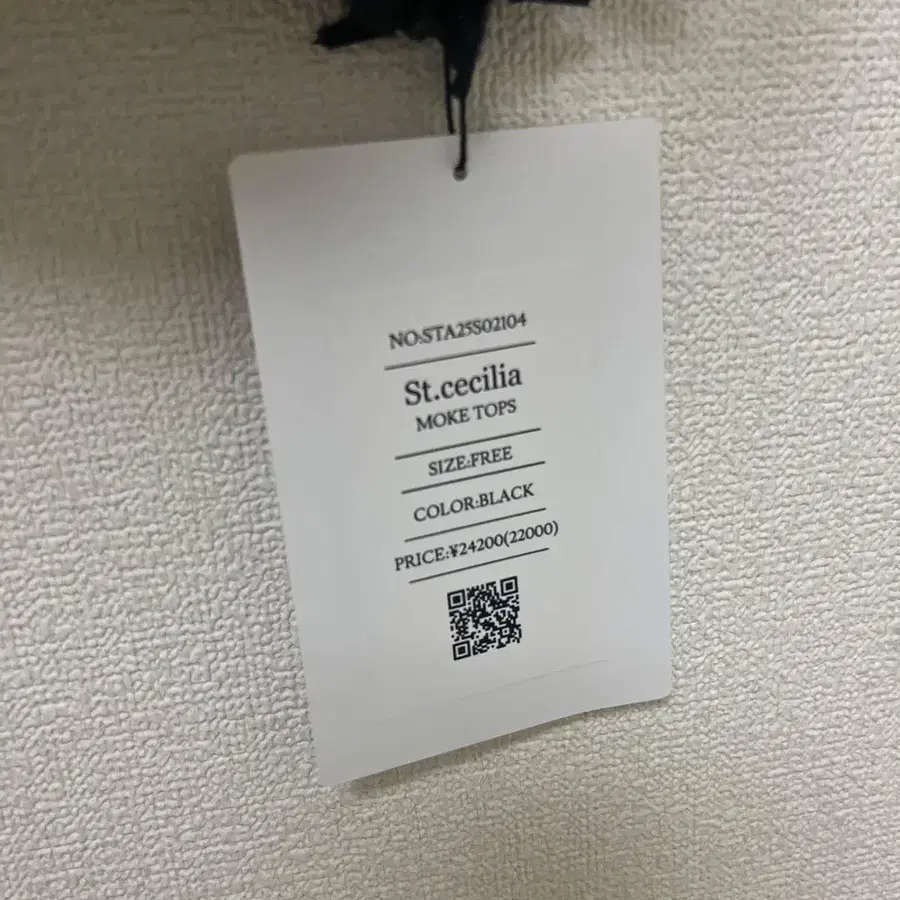 NO:STA25S02104
St.cecilia
MOKE TOPS
SIZE:FREE
COLOR:BLACK
PRICE:¥24200(22000)